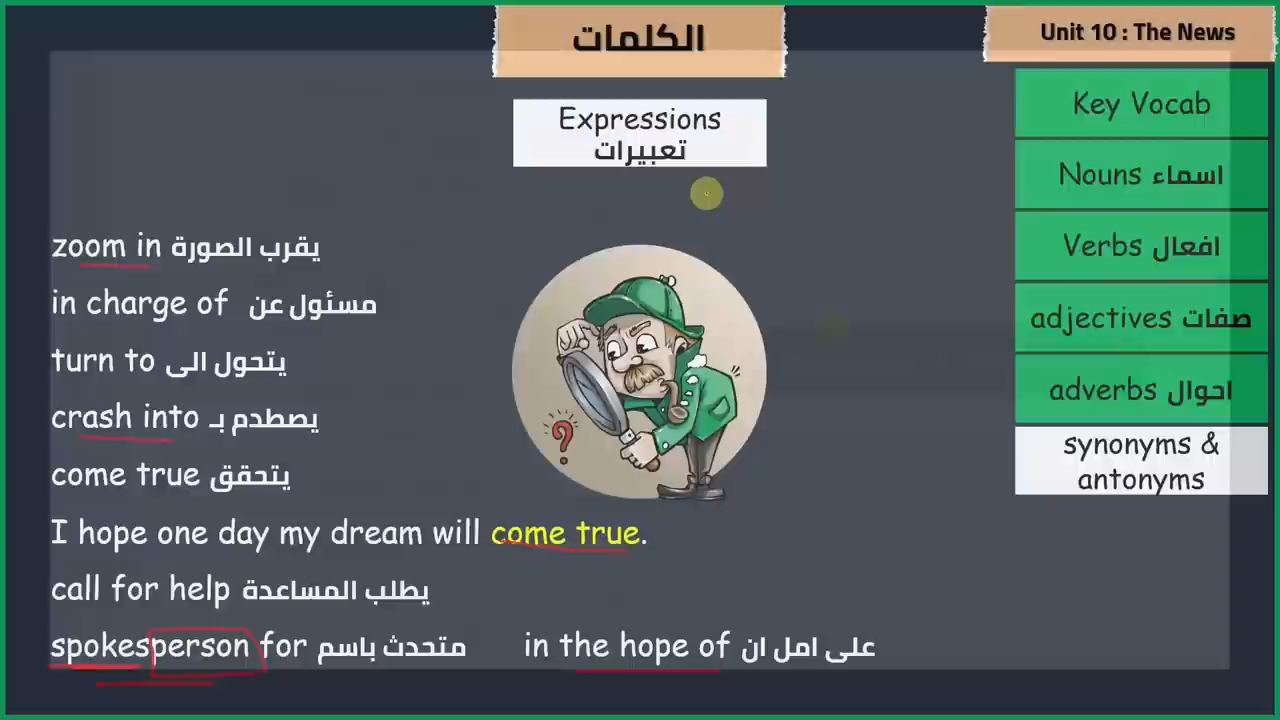 الكلمات
Unit 10 : The News
Expressions
تعبيرات
Key Vocab
Nouns اسماء
Verbs افعال
adjectives صفات
adverbs احوال
synonyms &
antonyms
zoom in يقرب الصورة
in charge of مسئول عن
turn to يتحول الى
crash into يصطدم بـ
come true يتحقق
I hope one day my dream will come true.
call for help يطلب المساعدة
spokesperson for متحدث باسم in the hope of على امل ان
?